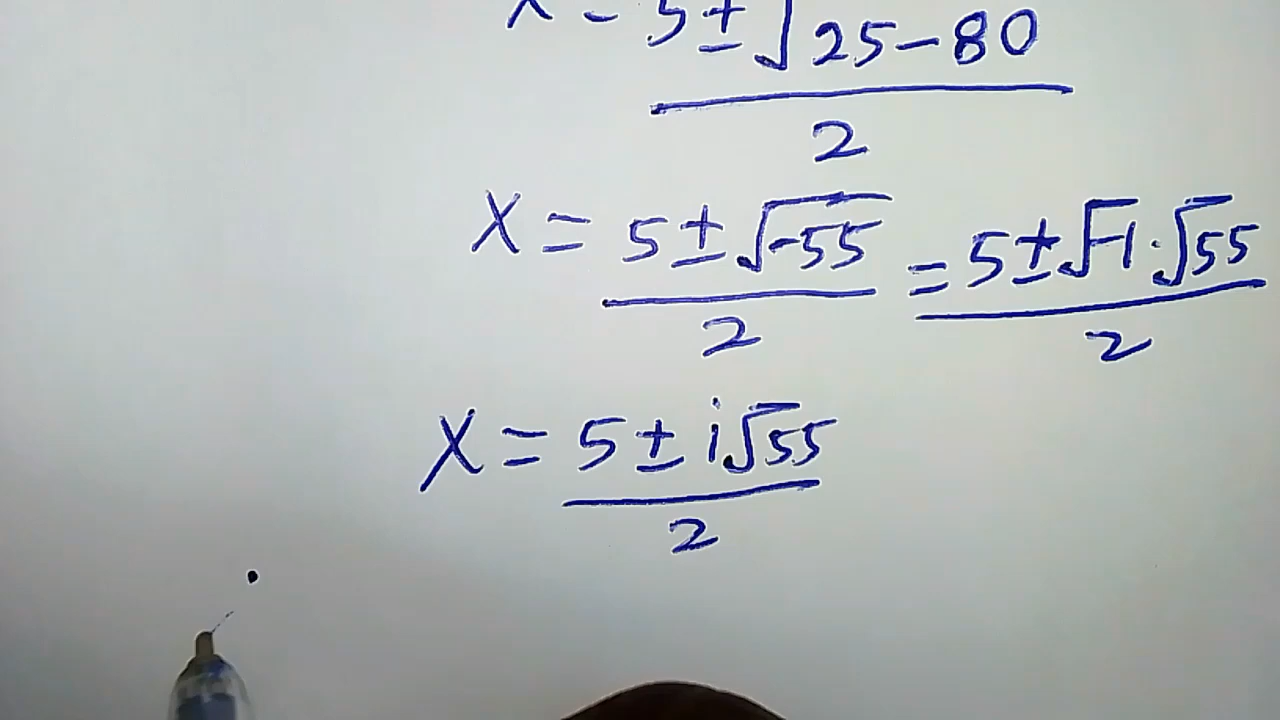 x = 5 ± √25 - 80
2
x = 5 ± √-55 / 2 = 5 ± √-1 · √55 / 2
x = 5 ± i√55
2